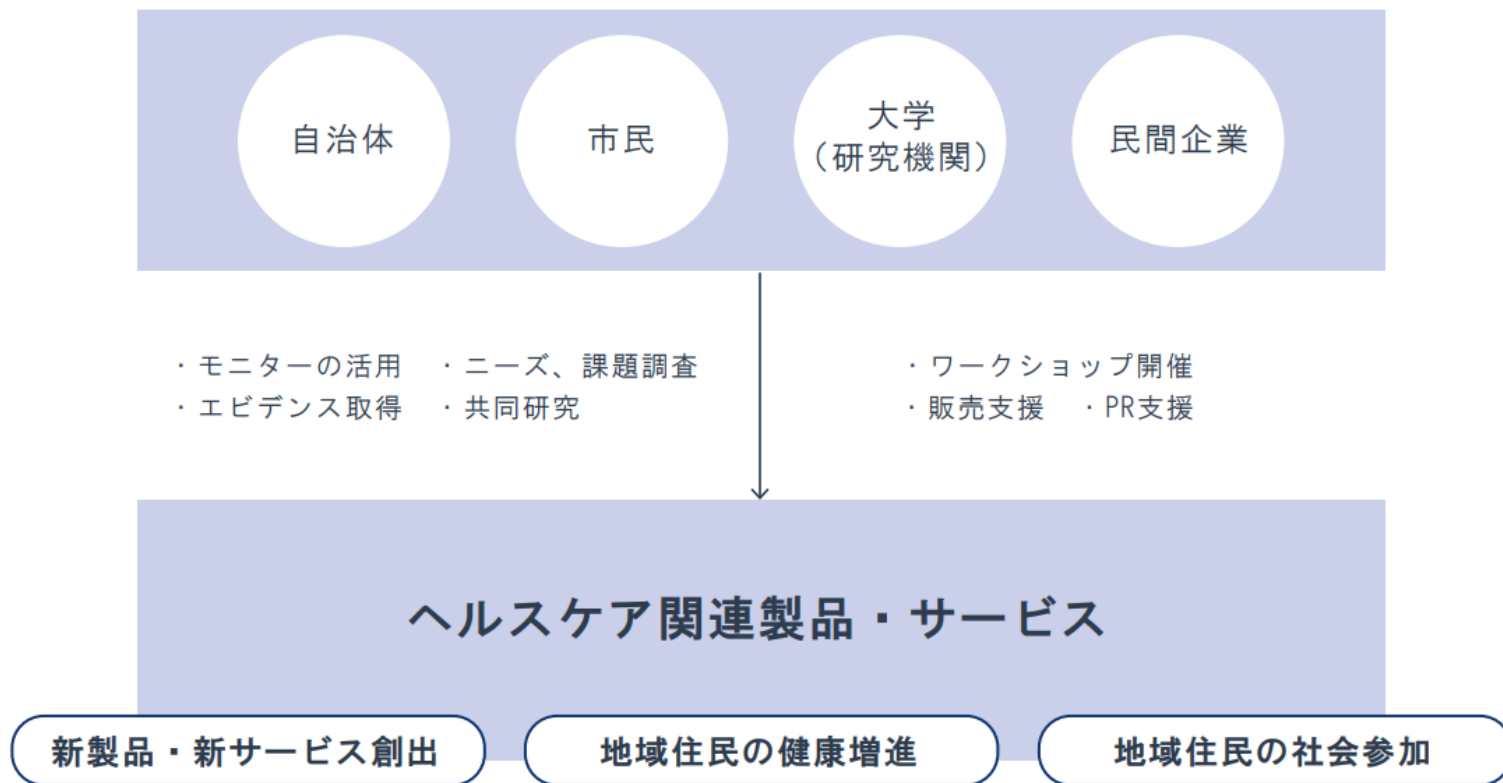 自治体
市民
大学
（研究機関）
民間企業
・モニターの活用　・ニーズ、課題調査
・エビデンス取得　・共同研究
・ワークショップ開催
・販売支援　・PR支援
ヘルスケア関連製品・サービス
新製品・新サービス創出
地域住民の健康増進
地域住民の社会参加